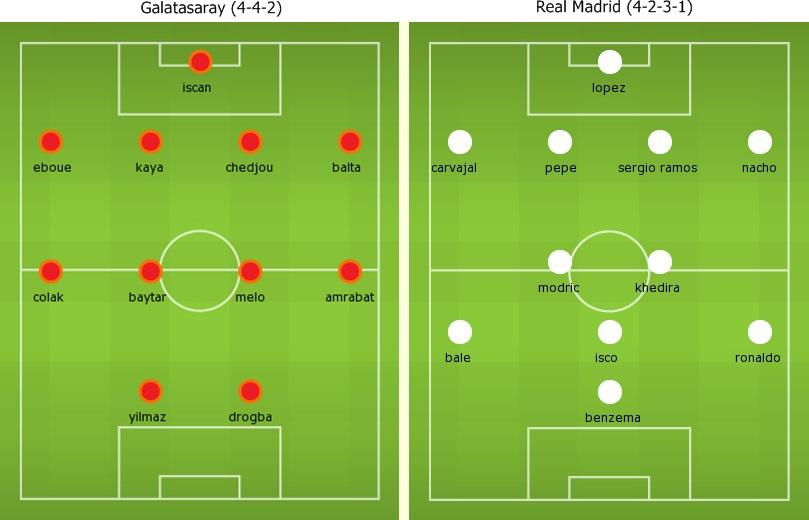 Galatasaray (4-4-2)
iscan
eboue kaya chedjou balta
colak baytar melo amrabat
yilmaz drogba
Real Madrid (4-2-3-1)
lopez
carvajal pepe sergio ramos nacho
modric khedira
bale isco ronaldo
benzema